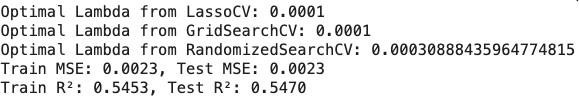 Optimal Lambda from LassoCV: 0.0001
Optimal Lambda from GridSearchCV: 0.0001
Optimal Lambda from RandomizedSearchCV: 0.00030888435964774815
Train MSE: 0.0023, Test MSE: 0.0023
Train R²: 0.5453, Test R²: 0.5470